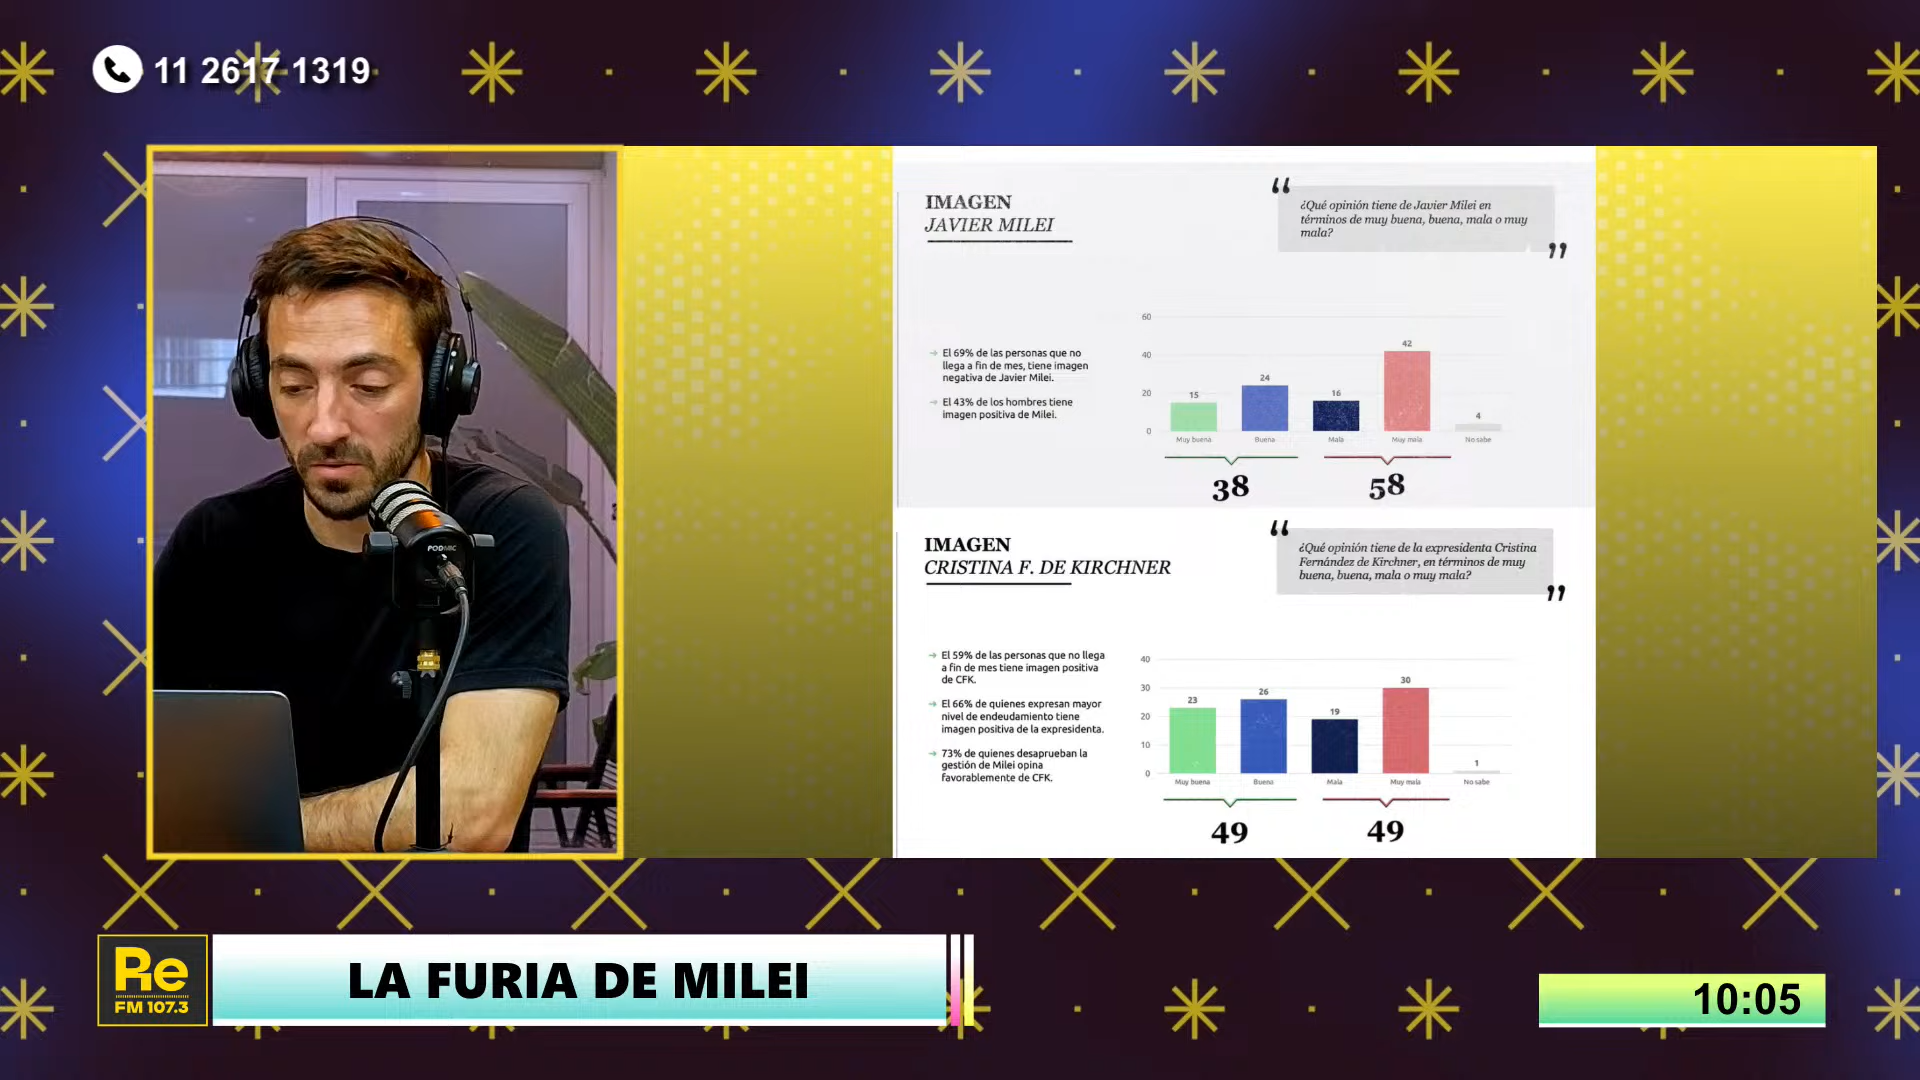 11 2617 1319
IMAGEN
JAVIER MILEI
“
¿Qué opinión tiene de Javier Milei en
términos de muy buena, buena, mala o muy
mala?
”
→ El 69% de las personas que no
llega a fin de mes, tiene imagen
negativa de Javier Milei.
→ El 43% de los hombres tiene
imagen positiva de Milei.
60
40
20
0
15
24
16
42
4
Muy buena
Buena
Mala
Muy mala
No sabe
38
58
IMAGEN
CRISTINA F. DE KIRCHNER
“
¿Qué opinión tiene de la expresidenta Cristina
Fernández de Kirchner, en términos de muy
buena, buena, mala o muy mala?
”
→ El 59% de las personas que no llega
a fin de mes tiene imagen positiva
de CFK.
→ El 66% de quienes expresan mayor
nivel de endeudamiento tiene
imagen positiva de la expresidenta.
→ 73% de quienes desaprueban la
gestión de Milei opina
favorablemente de CFK.
40
30
20
10
0
23
26
19
30
1
Muy buena
Buena
Mala
Muy mala
No sabe
49
49
PODMIC
Re
FM 107.3
LA FURIA DE MILEI
10:05